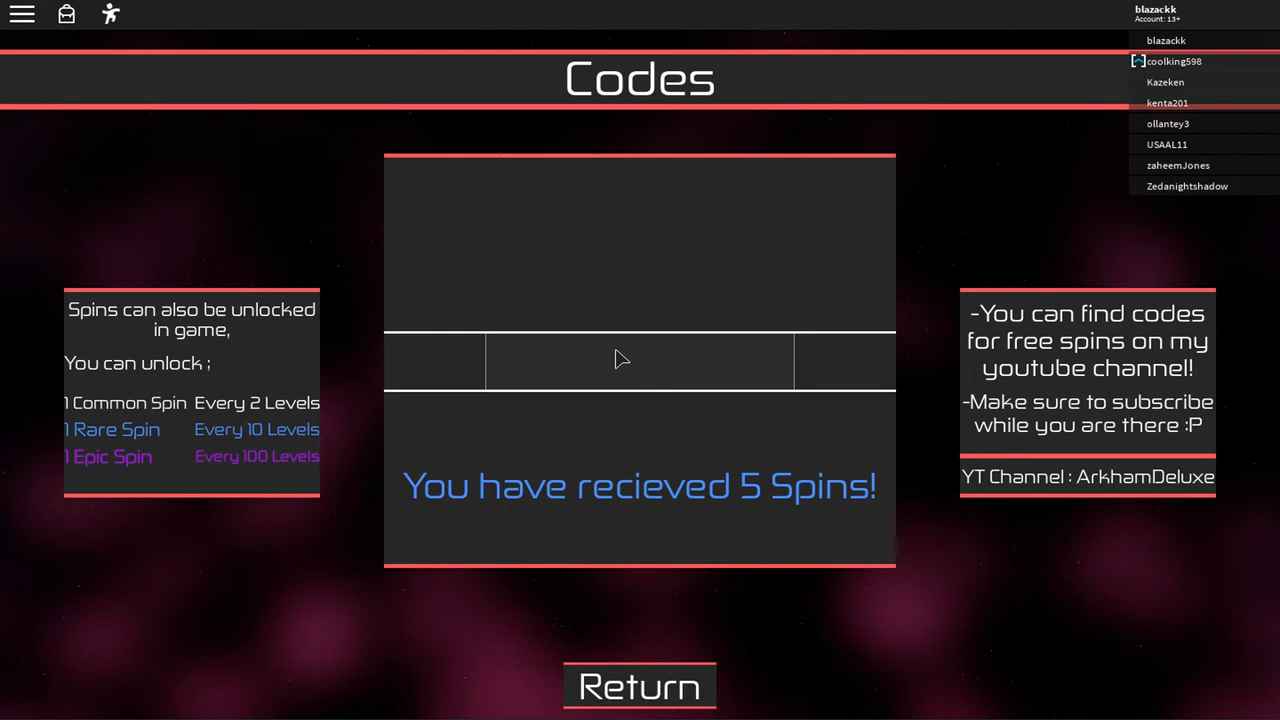 blazackk
Account: 13+
blazackk
coolking598
Kazeken
kenta201
ollantey3
USAAL11
zaheemJones
Zedanightshadow
Codes
Spins can also be unlocked
in game,
You can unlock ;
1 Common Spin Every 2 Levels
1 Rare Spin Every 10 Levels
1 Epic Spin Every 100 Levels
You have recieved 5 Spins!
-You can find codes
for free spins on my
youtube channel!
-Make sure to subscribe
while you are there :P
YT Channel : ArkhamDeluxe
Return